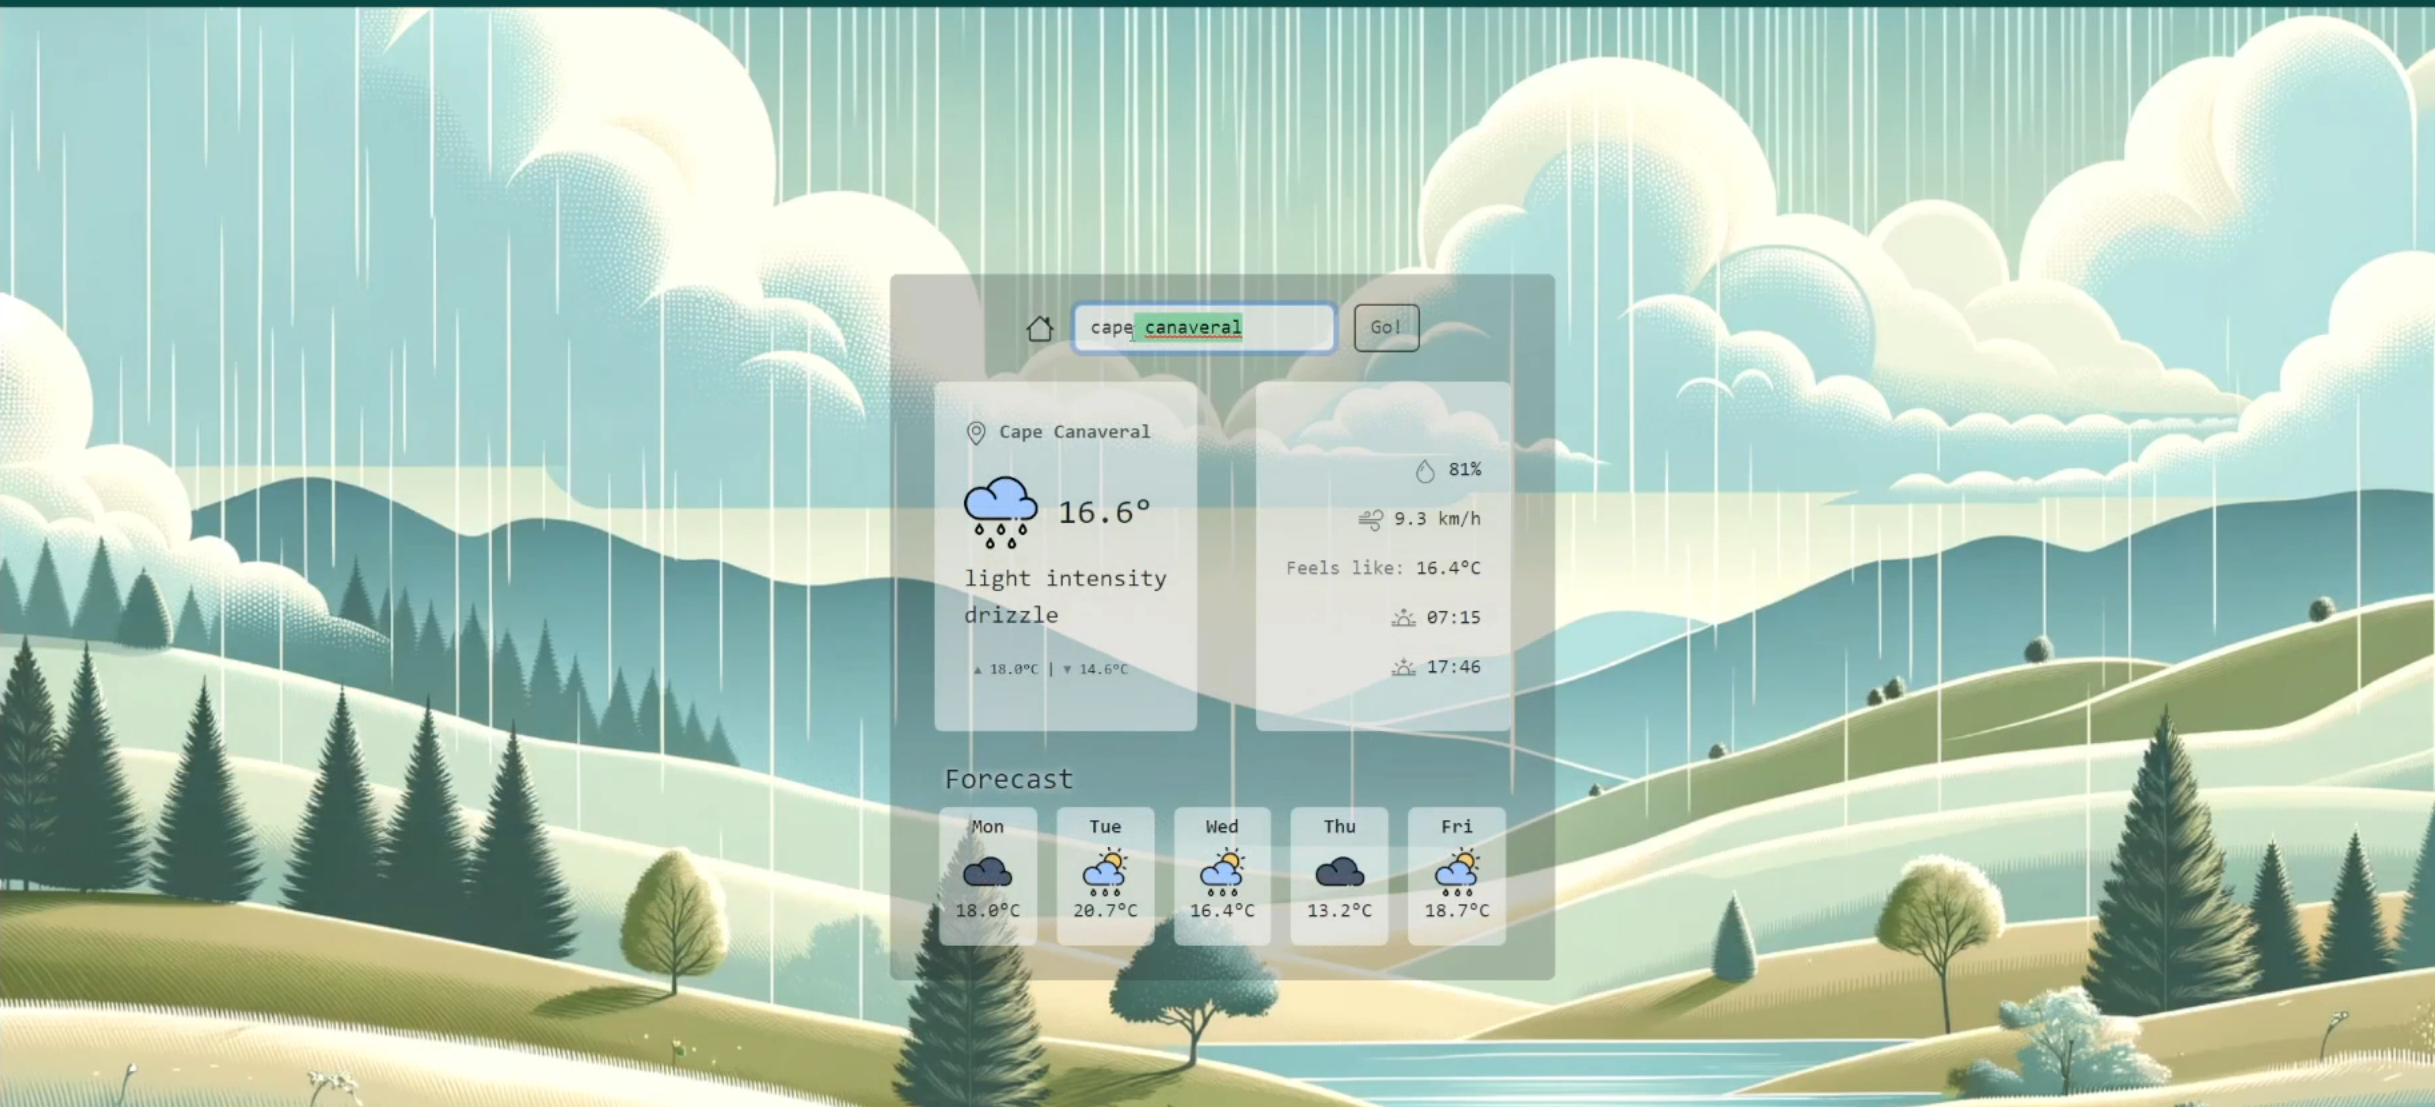 cape canaveral Go!
Cape Canaveral
16.6°
light intensity
drizzle
▲ 18.0°C | ▼ 14.6°C
81%
9.3 km/h
Feels like: 16.4°C
07:15
17:46
Forecast
Mon Tue Wed Thu Fri
18.0°C 20.7°C 16.4°C 13.2°C 18.7°C